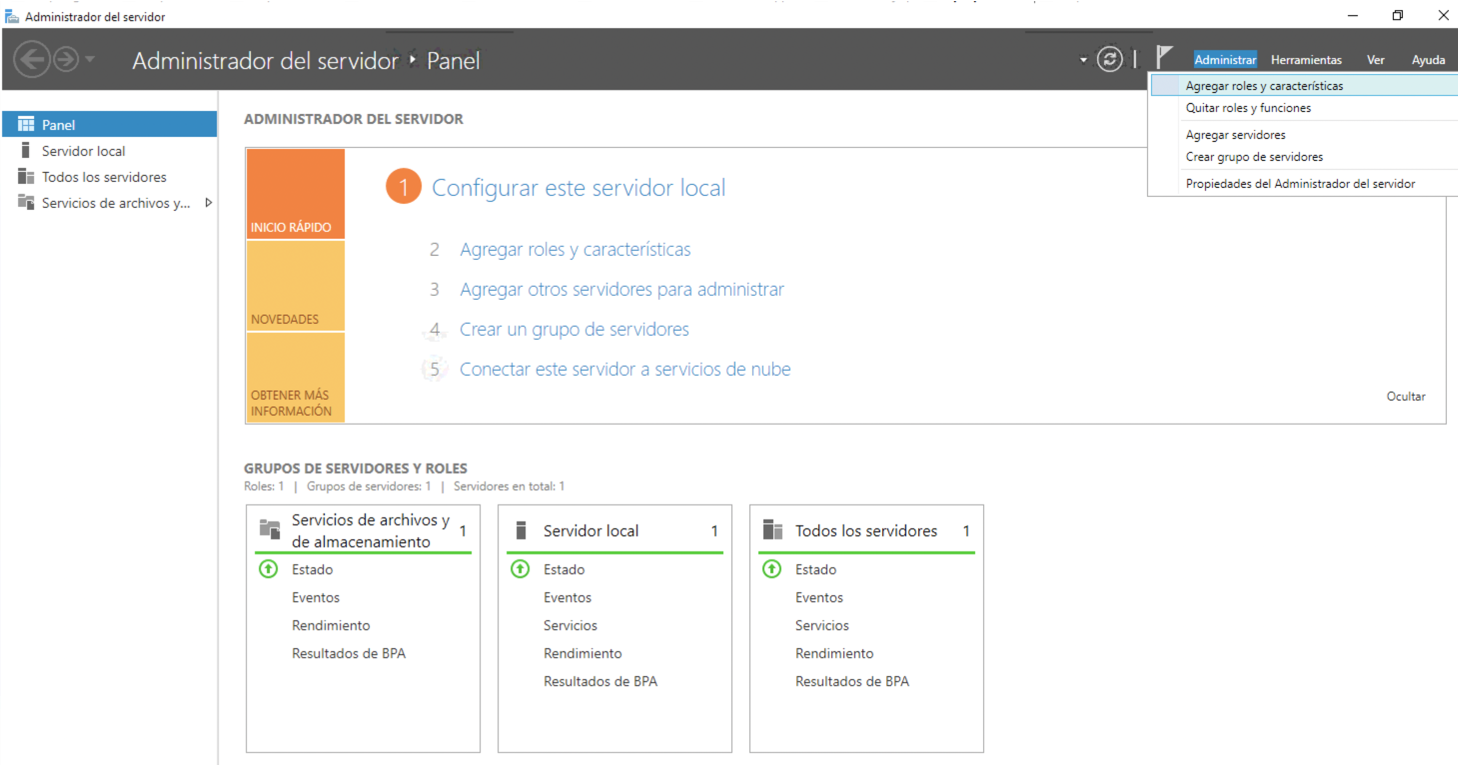 Administrador del servidor
Administrador del servidor ‣ Panel
Administrar Herramientas Ver Ayuda
Agregar roles y características
Quitar roles y funciones
Agregar servidores
Crear grupo de servidores
Propiedades del Administrador del servidor
Panel
Servidor local
Todos los servidores
Servicios de archivos y...
ADMINISTRADOR DEL SERVIDOR
INICIO RÁPIDO
NOVEDADES
OBTENER MÁS
INFORMACIÓN
1 Configurar este servidor local
2 Agregar roles y características
3 Agregar otros servidores para administrar
4 Crear un grupo de servidores
5 Conectar este servidor a servicios de nube
Ocultar
GRUPOS DE SERVIDORES Y ROLES
Roles: 1 | Grupos de servidores: 1 | Servidores en total: 1
Servicios de archivos y
de almacenamiento 1
Estado
Eventos
Rendimiento
Resultados de BPA
Servidor local 1
Estado
Eventos
Servicios
Rendimiento
Resultados de BPA
Todos los servidores 1
Estado
Eventos
Servicios
Rendimiento
Resultados de BPA